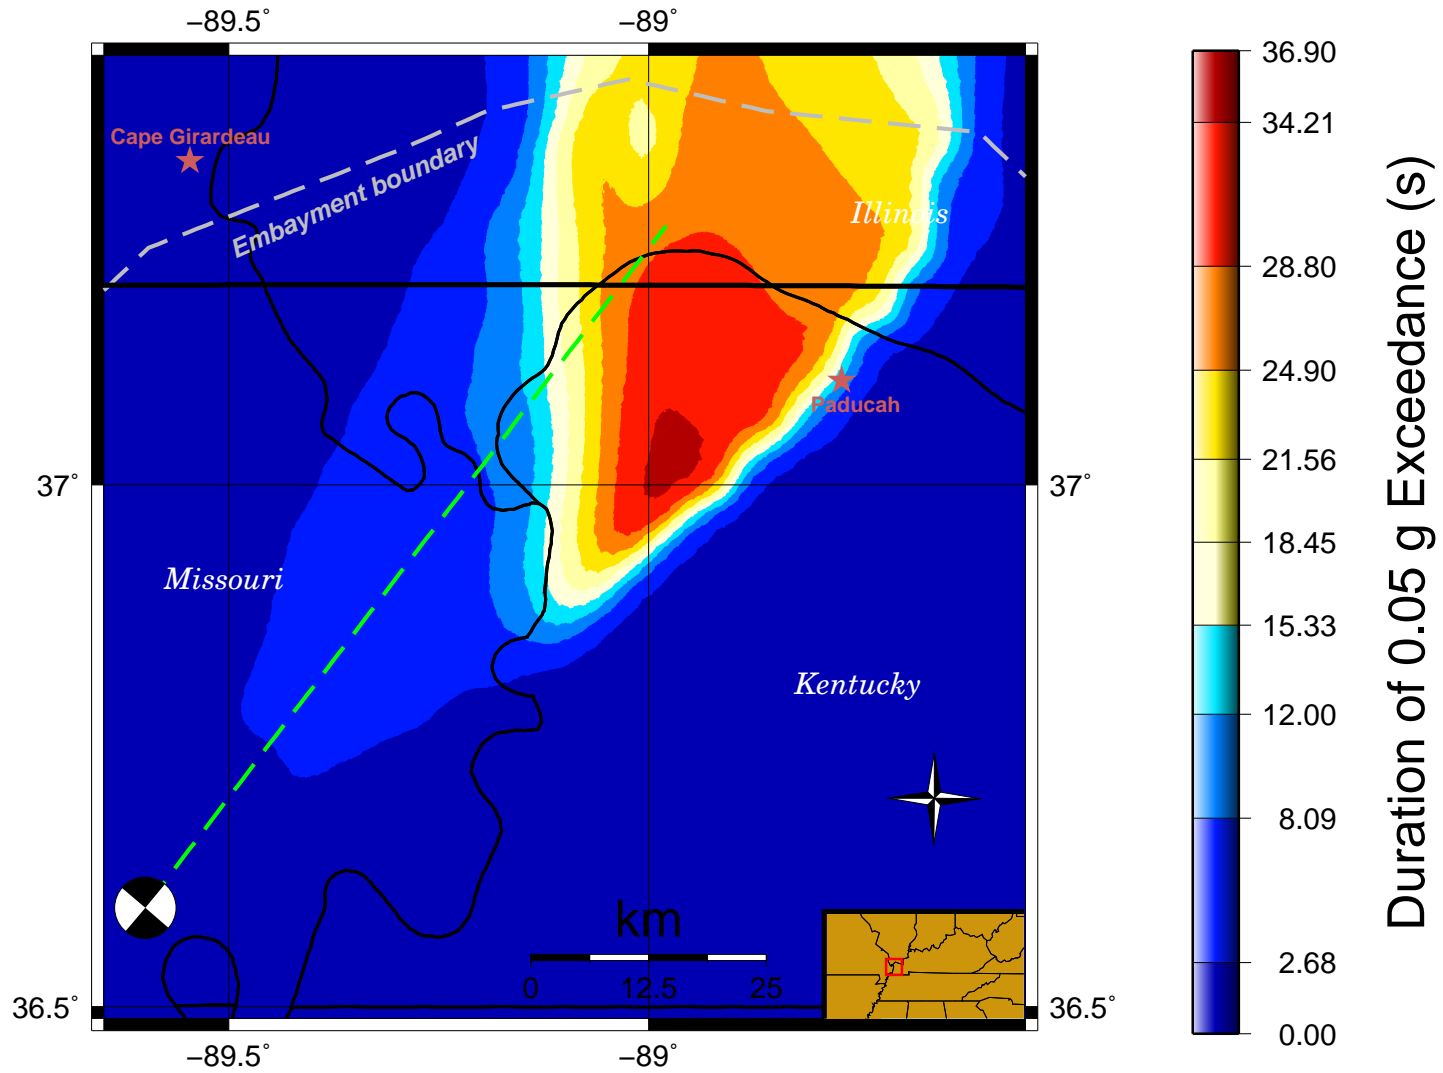 −89.5˚
−89˚
Cape Girardeau
Embayment boundary
Illinois
Paducah
37˚
37˚
Missouri
Kentucky
km
0
12.5
25
36.5˚
36.5˚
−89.5˚
−89˚
36.90
34.21
28.80
24.90
21.56
18.45
15.33
12.00
8.09
2.68
0.00
Duration of 0.05 g Exceedance (s)